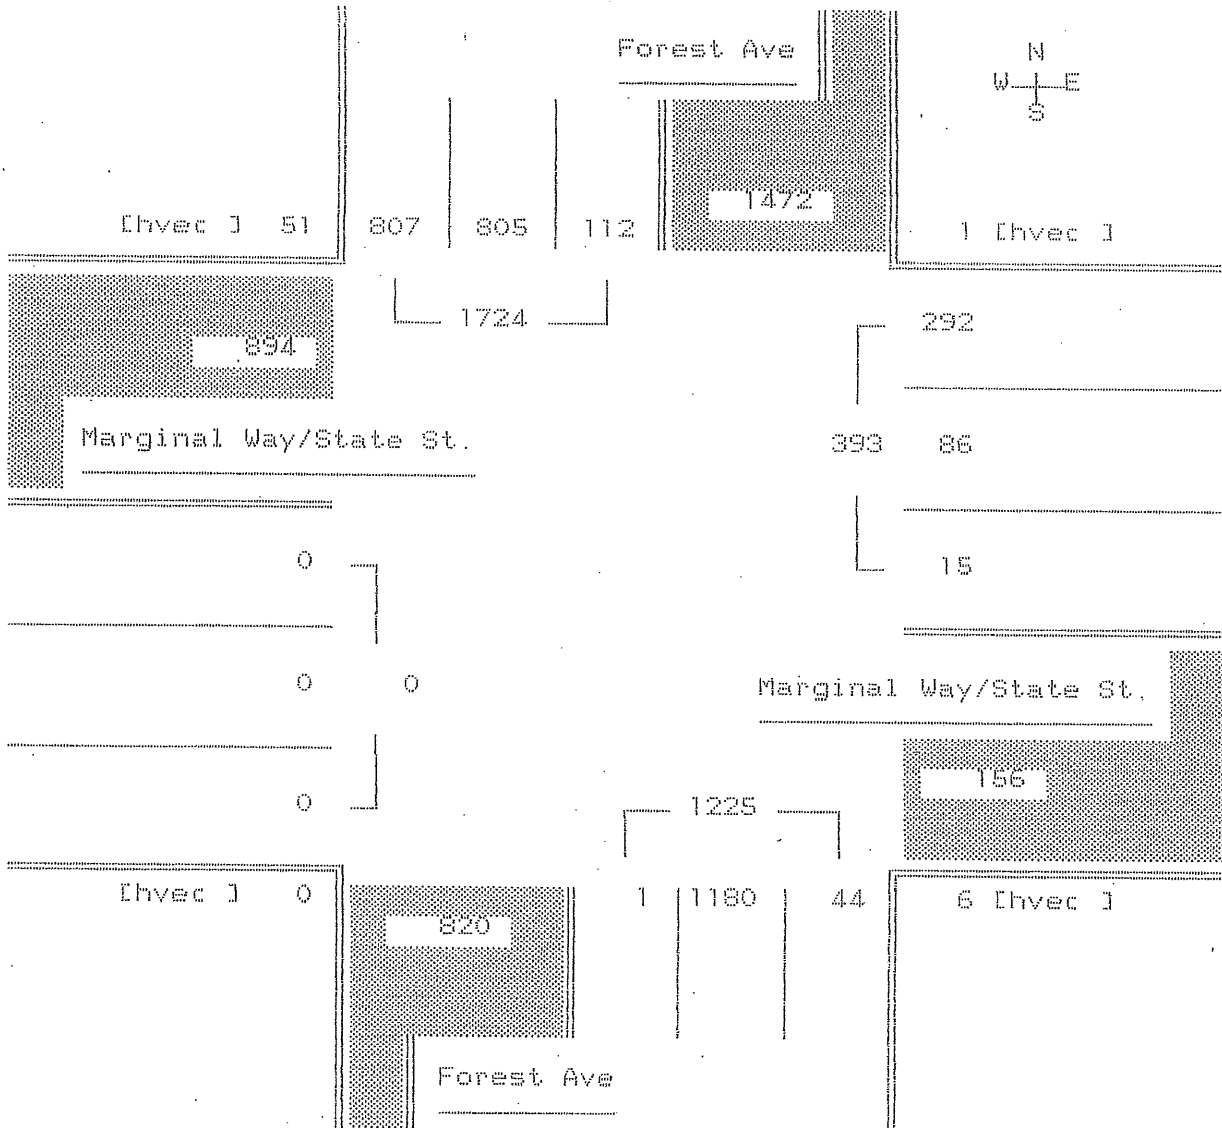 Forest Ave
N
W E
S
1472
[hvec ] 51 807 805 112 1 [hvec ]
1724 292
894
Marginal Way/State St. 393 86
0 15
0 0 Marginal Way/State St.
156
0 1225
[hvec ] 0 1 1180 44 6 [hvec ]
820
Forest Ave